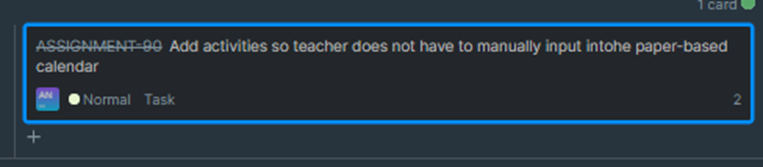 1 card
ASSIGNMENT-90 Add activities so teacher does not have to manually input intohe paper-based
calendar
AN Normal Task 2
+